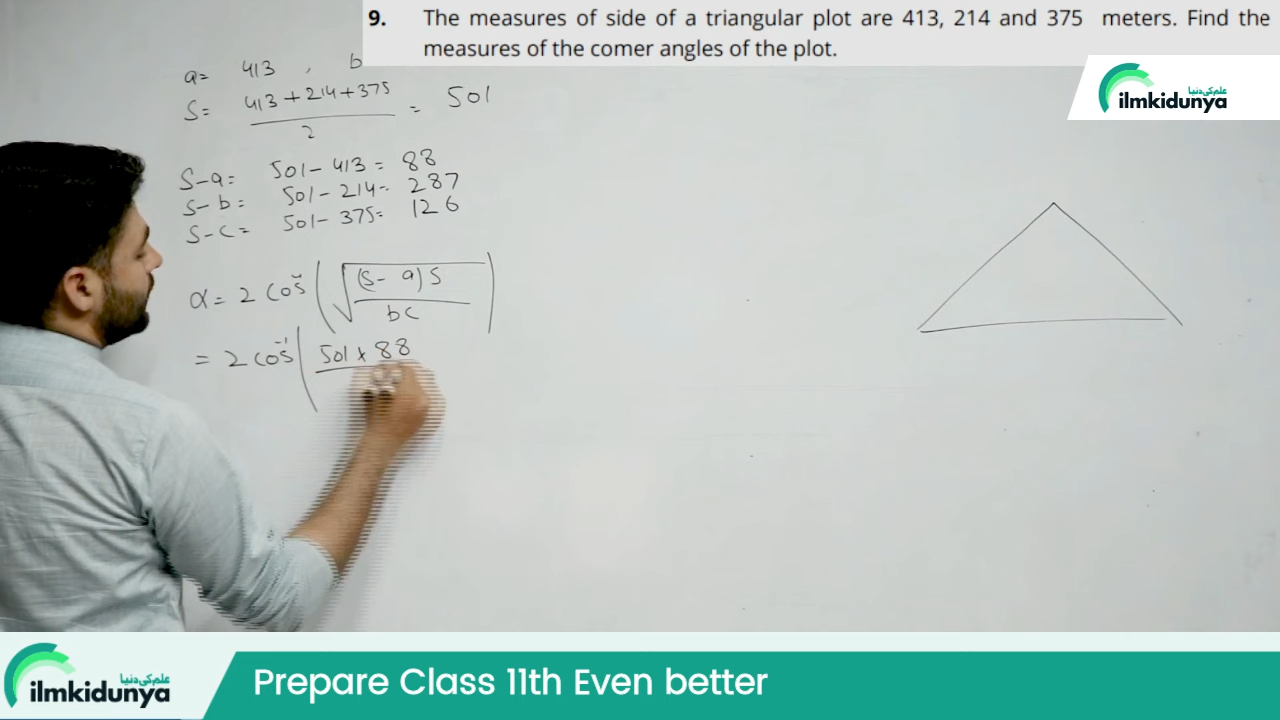 9. The measures of side of a triangular plot are 413, 214 and 375 meters. Find the
measures of the comer angles of the plot.
علم کی دنیا
ilmkidunya
a= 413 , b
S= 413+214+375 / 2 = 501
S-a= 501-413= 88
S-b= 501-214= 287
S-c= 501-375= 126
α= 2 cos⁻¹ (√(S-a)S / bc)
= 2 cos⁻¹ (501×88
علم کی دنیا
ilmkidunya
Prepare Class 11th Even better